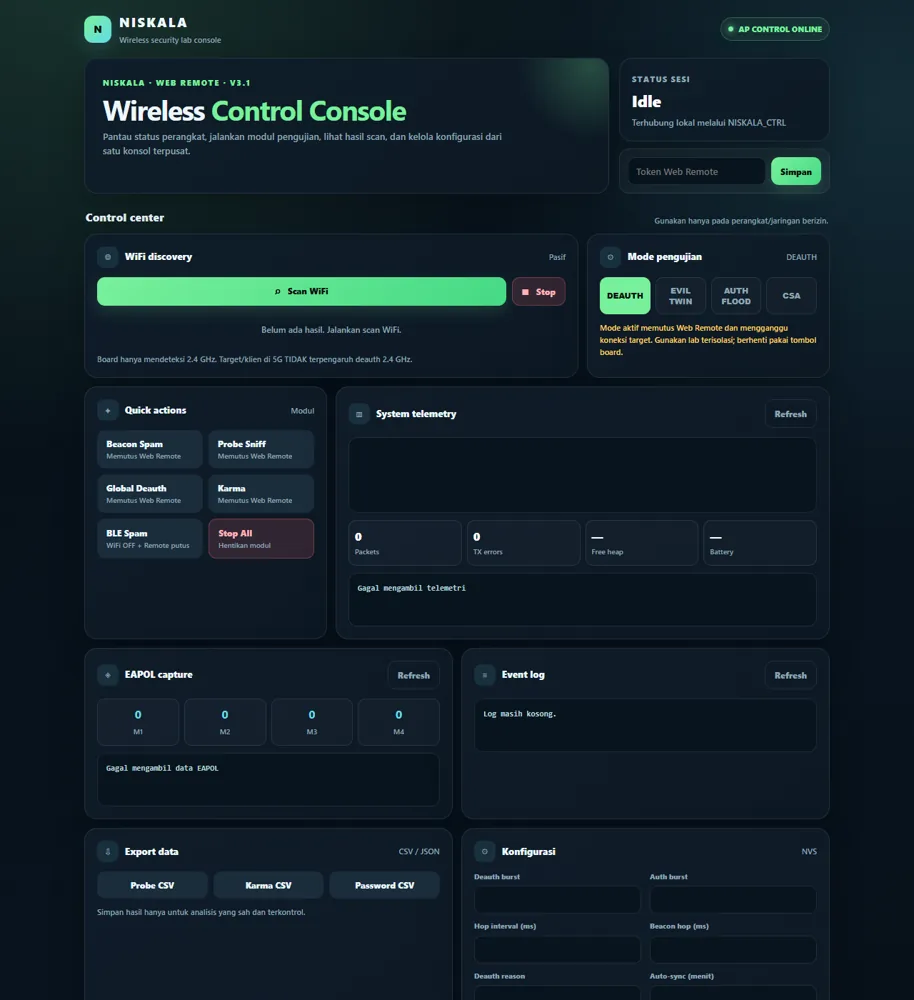 N
NISKALA
Wireless security lab console
AP CONTROL ONLINE
NISKALA · WEB REMOTE · V3.1
Wireless Control Console
Pantau status perangkat, jalankan modul pengujian, lihat hasil scan, dan kelola konfigurasi dari
satu konsol terpusat.
STATUS SESI
Idle
Terhubung lokal melalui NISKALA_CTRL
Token Web Remote
Simpan
Control center
Gunakan hanya pada perangkat/jaringan berizin.
WiFi discovery
Pasif
Scan WiFi
Stop
Belum ada hasil. Jalankan scan WiFi.
Board hanya mendeteksi 2.4 GHz. Target/klien di 5G TIDAK terpengaruh deauth 2.4 GHz.
Mode pengujian
DEAUTH
DEAUTH
EVIL
TWIN
AUTH
FLOOD
CSA
Mode aktif memutus Web Remote dan mengganggu
koneksi target. Gunakan lab terisolasi; berhenti pakai tombol
board.
Quick actions
Modul
Beacon Spam
Memutus Web Remote
Probe Sniff
Memutus Web Remote
Global Deauth
Memutus Web Remote
Karma
Memutus Web Remote
BLE Spam
WiFi OFF + Remote putus
Stop All
Hentikan modul
System telemetry
Refresh
0
Packets
0
TX errors
—
Free heap
—
Battery
Gagal mengambil telemetri
EAPOL capture
Refresh
0
M1
0
M2
0
M3
0
M4
Gagal mengambil data EAPOL
Event log
Refresh
Log masih kosong.
Export data
CSV / JSON
Probe CSV
Karma CSV
Password CSV
Simpan hasil hanya untuk analisis yang sah dan terkontrol.
Konfigurasi
NVS
Deauth burst
Auth burst
Hop interval (ms)
Beacon hop (ms)
Deauth reason
Auto-sync (menit)